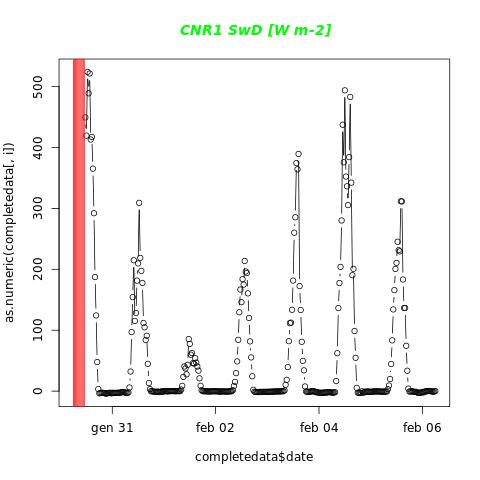 CNR1 SwD [W m-2]
as.numeric(completedata[, i])
500
400
300
200
100
0
gen 31 feb 02 feb 04 feb 06
completedata$date